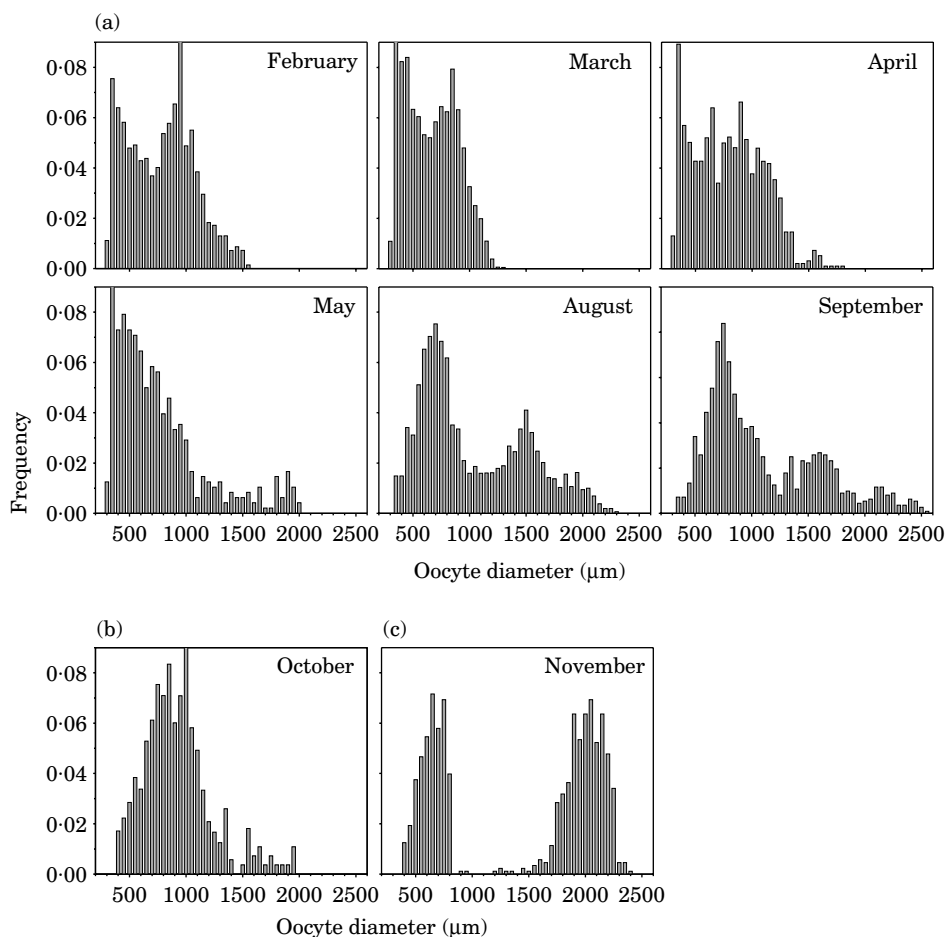 (a)
0·08
0·06
0·04
0·02
0·00
February
March
April
0·08
0·06
0·04
0·02
0·00
May
August
September
Frequency
500 1000 1500 2000
500 1000 1500 2000 2500
500 1000 1500 2000 2500
Oocyte diameter (μm)
(b)
(c)
0·08
0·06
0·04
0·02
0·00
October
November
500 1000 1500 2000
500 1000 1500 2000 2500
Oocyte diameter (μm)